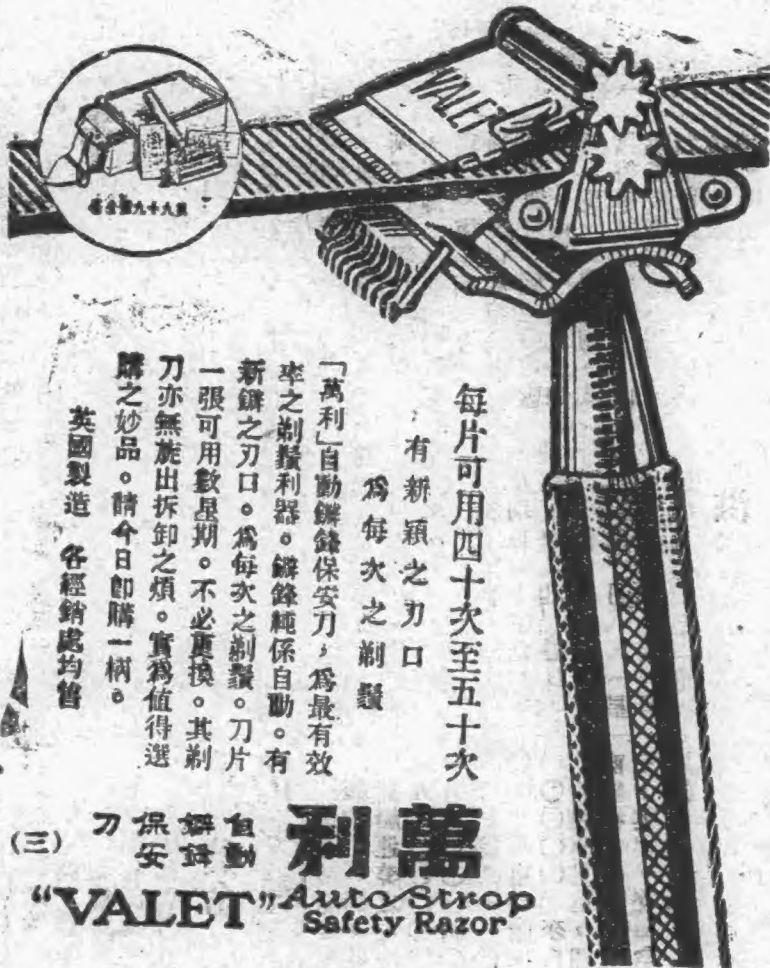 VALET
每片可用四十次至五十次
有新穎之刃口
爲每次之剃鬚
「萬利」自動鐴鋒保安刀，爲最有效
率之剃鬚利器。鐴鋒純係自動。有
新鐴之刃口。爲每次之剃鬚。刀片
一張可用數星期。不必更換。其剃
刀亦無旋出拆卸之煩。實爲值得選
購之妙品。請今日卽購一柄。
英國製造 各經銷處均售
萬利
自動
鐴鋒
保安
刀
(三)
“VALET” AutoStrop
Safety Razor